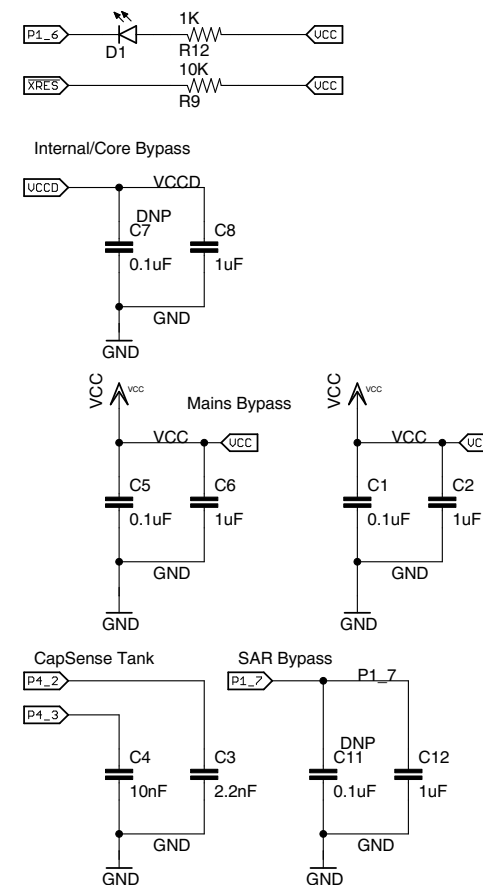 P1_6 D1 1K R12 VCC
XRES 10K R9 VCC
Internal/Core Bypass
VCCD VCCD
DNP
C7 C8
0.1uF 1uF
GND
GND
VCC VCC VCC VCC
Mains Bypass
VCC VCC VCC VC
C5 C6 C1 C2
0.1uF 1uF 0.1uF 1uF
GND GND
GND GND
CapSense Tank SAR Bypass
P4_2 P1_7 P1_7
P4_3
DNP
C4 C3 C11 C12
10nF 2.2nF 0.1uF 1uF
GND GND
GND GND